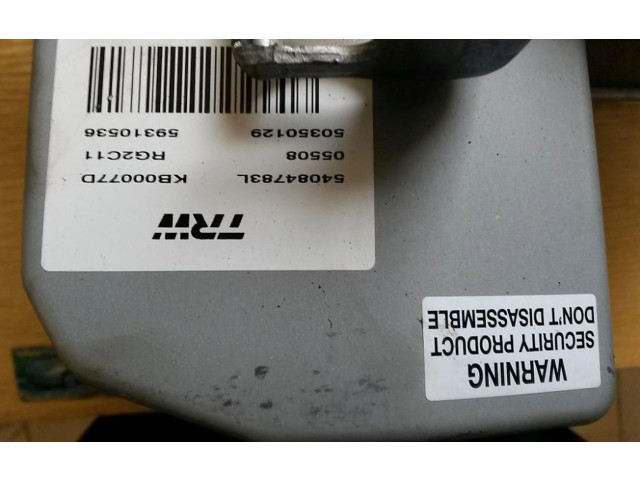 WARNING
SECURITY PRODUCT
DON'T DISASSEMBLE
TRW
54084783L KB00077D
05508 RG2C11
50350129 59310536